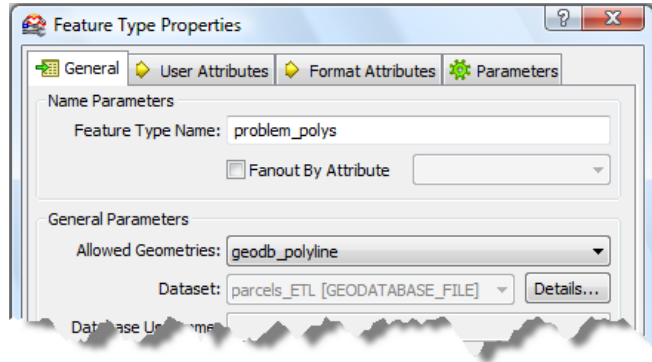 Feature Type Properties
General User Attributes Format Attributes Parameters
Name Parameters
Feature Type Name: problem_polys
Fanout By Attribute
General Parameters
Allowed Geometries: geodb_polyline
Dataset: parcels_ETL [GEODATABASE_FILE] Details...